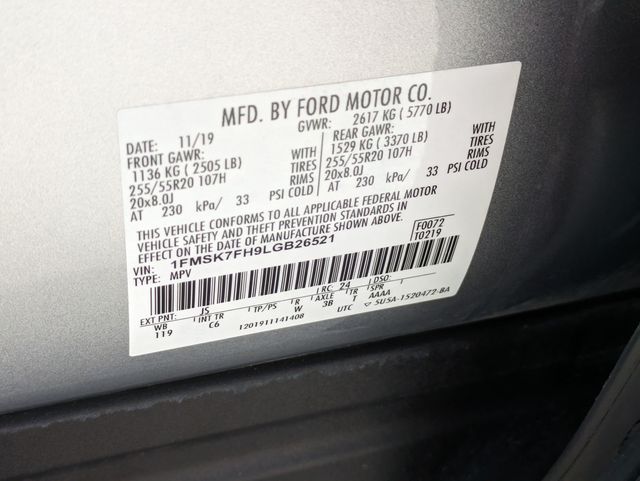 MFD. BY FORD MOTOR CO.
DATE: 11/19 GVWR: 2617 KG ( 5770 LB)
FRONT GAWR: REAR GAWR:
1136 KG ( 2505 LB) WITH 1529 KG ( 3370 LB) WITH
255/55R20 107H TIRES 255/55R20 107H TIRES
20x8.0J RIMS 20x8.0J RIMS
AT 230 kPa/ 33 PSI COLD AT 230 kPa/ 33 PSI COLD
THIS VEHICLE CONFORMS TO ALL APPLICABLE FEDERAL MOTOR
VEHICLE SAFETY AND THEFT PREVENTION STANDARDS IN
EFFECT ON THE DATE OF MANUFACTURE SHOWN ABOVE.
VIN: 1FMSK7FH9LGB26521 F0072
TYPE: MPV T0219
EXT PNT: JS RC: 24 DSO:
WB INT TR TP/PS R AXLE TR SPR
119 C6 W 3B T AAAA
1201911141408 UTC ▽ 5U5A-1520472-BA